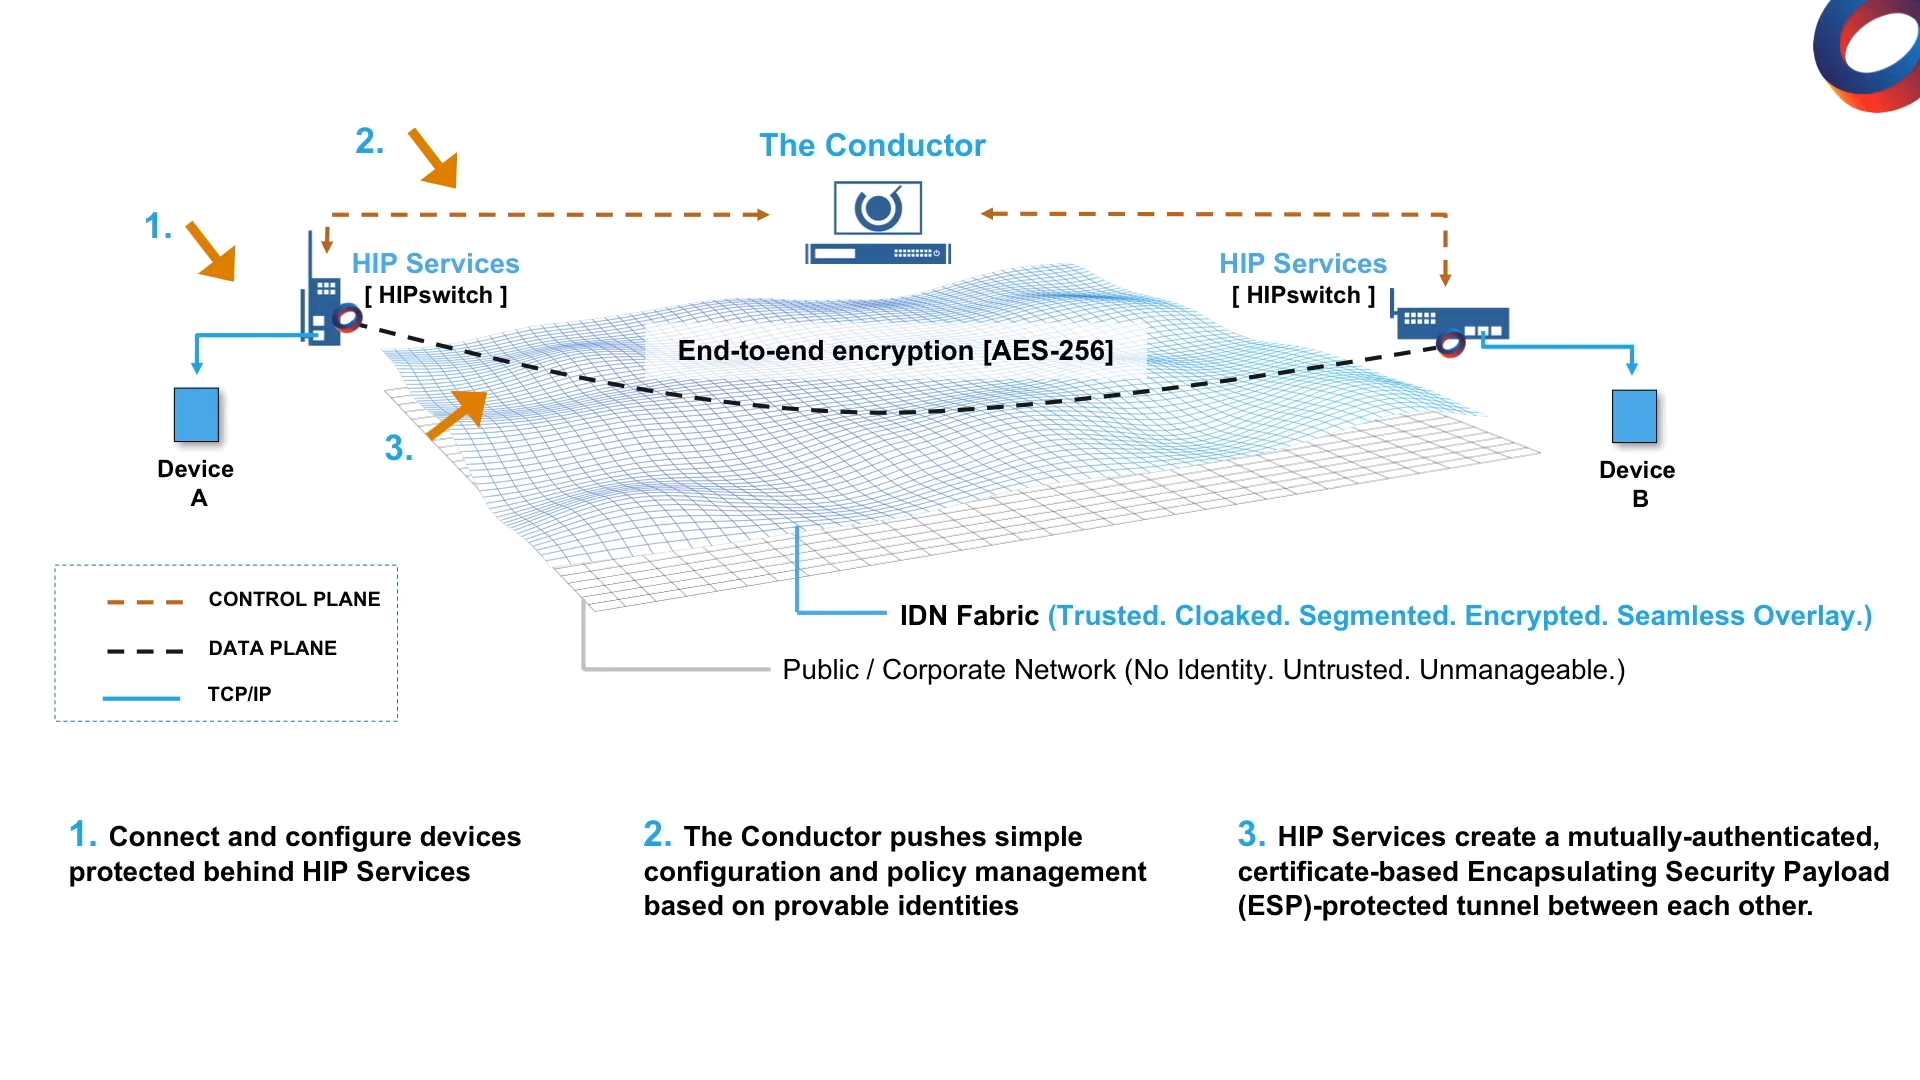 2.
The Conductor
1.
HIP Services
[ HIPswitch ]
HIP Services
[ HIPswitch ]
End-to-end encryption [AES-256]
3.
Device
A
Device
B
CONTROL PLANE
DATA PLANE
TCP/IP
IDN Fabric (Trusted. Cloaked. Segmented. Encrypted. Seamless Overlay.)
Public / Corporate Network (No Identity. Untrusted. Unmanageable.)
1. Connect and configure devices
protected behind HIP Services
2. The Conductor pushes simple
configuration and policy management
based on provable identities
3. HIP Services create a mutually-authenticated,
certificate-based Encapsulating Security Payload
(ESP)-protected tunnel between each other.